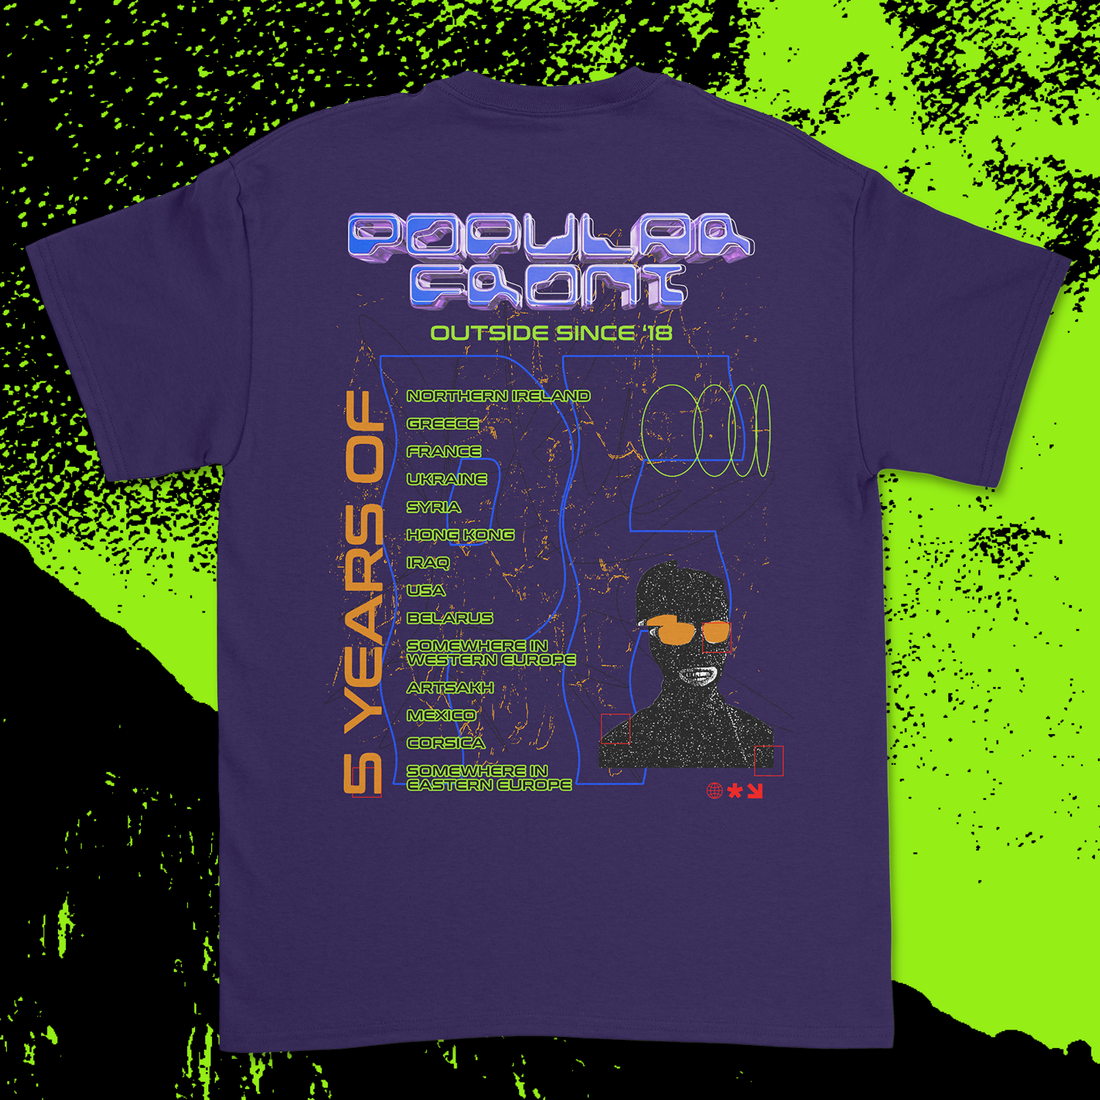 POPULAR
FRONT
OUTSIDE SINCE '18
5 YEARS OF
NORTHERN IRELAND
GREECE
FRANCE
UKRAINE
SYRIA
HONG KONG
IRAQ
USA
BELARUS
SOMEWHERE IN
WESTERN EUROPE
ARTSAKH
MEXICO
CORSICA
SOMEWHERE IN
EASTERN EUROPE
PF